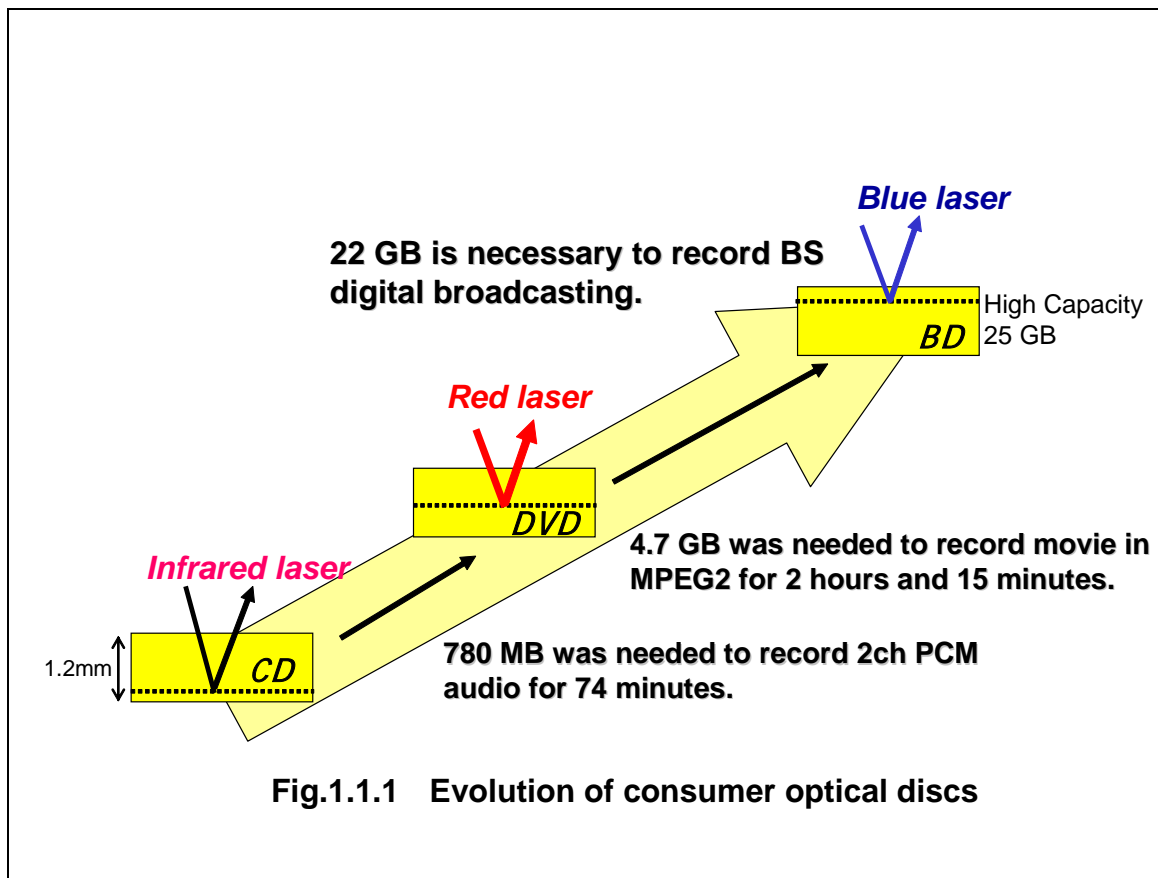 Blue laser
22 GB is necessary to record BS
digital broadcasting.
High Capacity
25 GB
BD
Red laser
DVD
4.7 GB was needed to record movie in
MPEG2 for 2 hours and 15 minutes.
Infrared laser
1.2mm
CD
780 MB was needed to record 2ch PCM
audio for 74 minutes.
Fig.1.1.1 Evolution of consumer optical discs